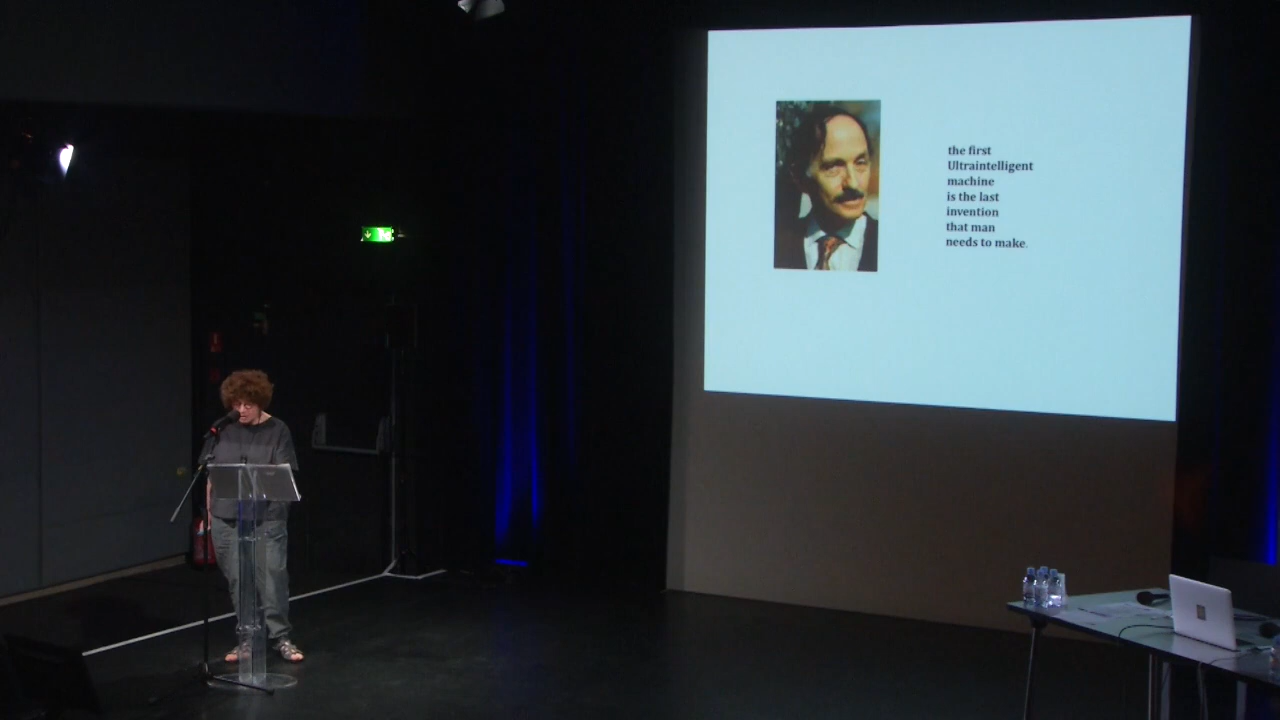 the first
Ultraintelligent
machine
is the last
invention
that man
needs to make.